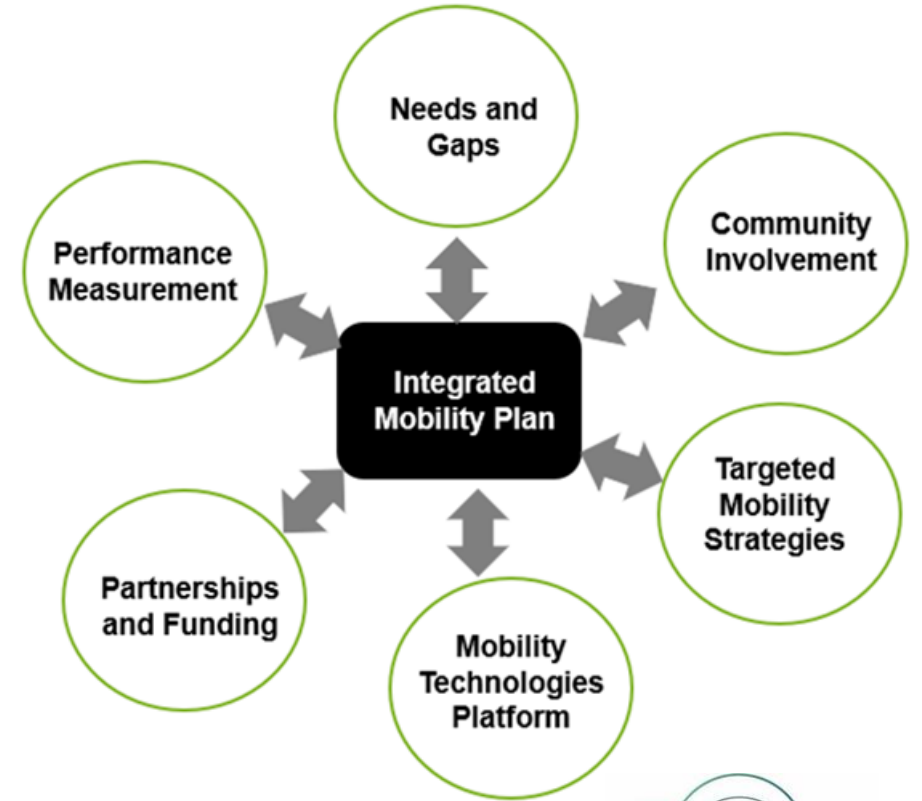 Needs and
Gaps
Community
Involvement
Performance
Measurement
Integrated
Mobility Plan
Targeted
Mobility
Strategies
Partnerships
and Funding
Mobility
Technologies
Platform